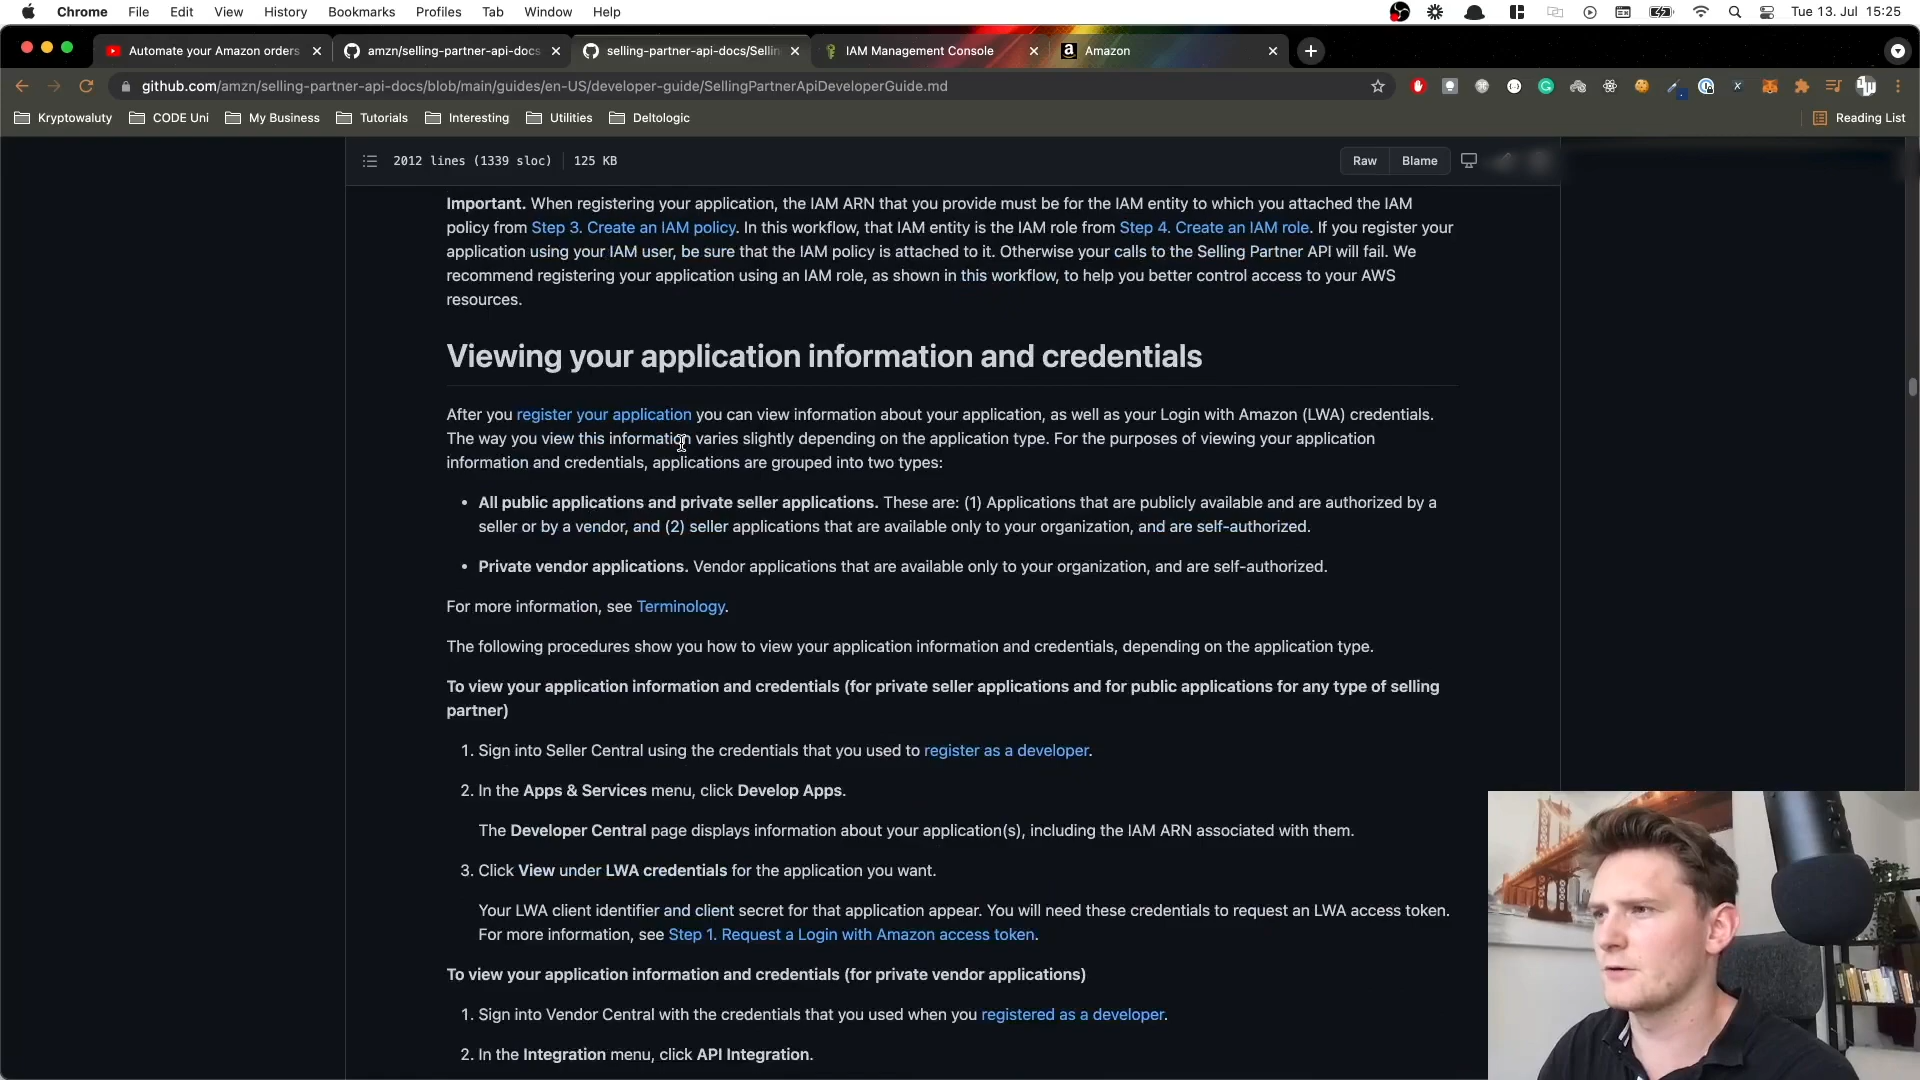 Chrome File Edit View History Bookmarks Profiles Tab Window Help Tue 13. Jul 15:25
Automate your Amazon orders amzn/selling-partner-api-docs selling-partner-api-docs/Sellin IAM Management Console Amazon
github.com/amzn/selling-partner-api-docs/blob/main/guides/en-US/developer-guide/SellingPartnerApiDeveloperGuide.md
Kryptowaluty CODE Uni My Business Tutorials Interesting Utilities Deltologic Reading List
2012 lines (1339 sloc) 125 KB Raw Blame
Important. When registering your application, the IAM ARN that you provide must be for the IAM entity to which you attached the IAM
policy from Step 3. Create an IAM policy. In this workflow, that IAM entity is the IAM role from Step 4. Create an IAM role. If you register your
application using your IAM user, be sure that the IAM policy is attached to it. Otherwise your calls to the Selling Partner API will fail. We
recommend registering your application using an IAM role, as shown in this workflow, to help you better control access to your AWS
resources.
Viewing your application information and credentials
After you register your application you can view information about your application, as well as your Login with Amazon (LWA) credentials.
The way you view this information varies slightly depending on the application type. For the purposes of viewing your application
information and credentials, applications are grouped into two types:
• All public applications and private seller applications. These are: (1) Applications that are publicly available and are authorized by a
seller or by a vendor, and (2) seller applications that are available only to your organization, and are self-authorized.
• Private vendor applications. Vendor applications that are available only to your organization, and are self-authorized.
For more information, see Terminology.
The following procedures show you how to view your application information and credentials, depending on the application type.
To view your application information and credentials (for private seller applications and for public applications for any type of selling
partner)
1. Sign into Seller Central using the credentials that you used to register as a developer.
2. In the Apps & Services menu, click Develop Apps.
The Developer Central page displays information about your application(s), including the IAM ARN associated with them.
3. Click View under LWA credentials for the application you want.
Your LWA client identifier and client secret for that application appear. You will need these credentials to request an LWA access token.
For more information, see Step 1. Request a Login with Amazon access token.
To view your application information and credentials (for private vendor applications)
1. Sign into Vendor Central with the credentials that you used when you registered as a developer.
2. In the Integration menu, click API Integration.